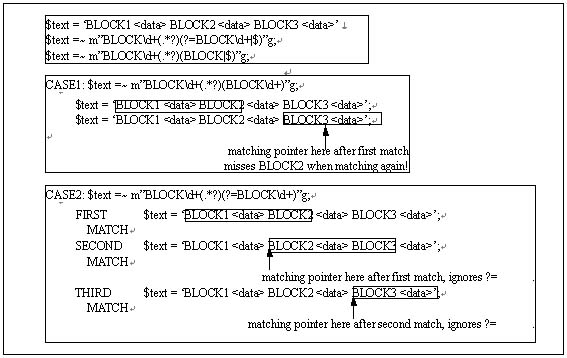 $text = ‘BLOCK1 <data> BLOCK2 <data> BLOCK3 <data>’
$text =~ m”BLOCK\d+(.*?)(?=BLOCK\d+|$)”g;
$text =~ m”BLOCK\d+(.*?)(BLOCK|$)”g;
CASE1: $text =~ m”BLOCK\d+(.*?)(BLOCK\d+)”g;
$text = ‘BLOCK1 <data> BLOCK2 <data> BLOCK3 <data>’;
$text = ‘BLOCK1 <data> BLOCK2 <data> BLOCK3 <data>’;
matching pointer here after first match
misses BLOCK2 when matching again!
CASE2: $text =~ m”BLOCK\d+(.*?)(?=BLOCK\d+)”g;
FIRST $text = ‘BLOCK1 <data> BLOCK2 <data> BLOCK3 <data>’;
MATCH
SECOND $text = ‘BLOCK1 <data> BLOCK2 <data> BLOCK3 <data>’;
MATCH
matching pointer here after first match, ignores ?= .
THIRD $text = ‘BLOCK1 <data> BLOCK2 <data> BLOCK3 <data>’;
MATCH
matching pointer here after second match, ignores ?= .